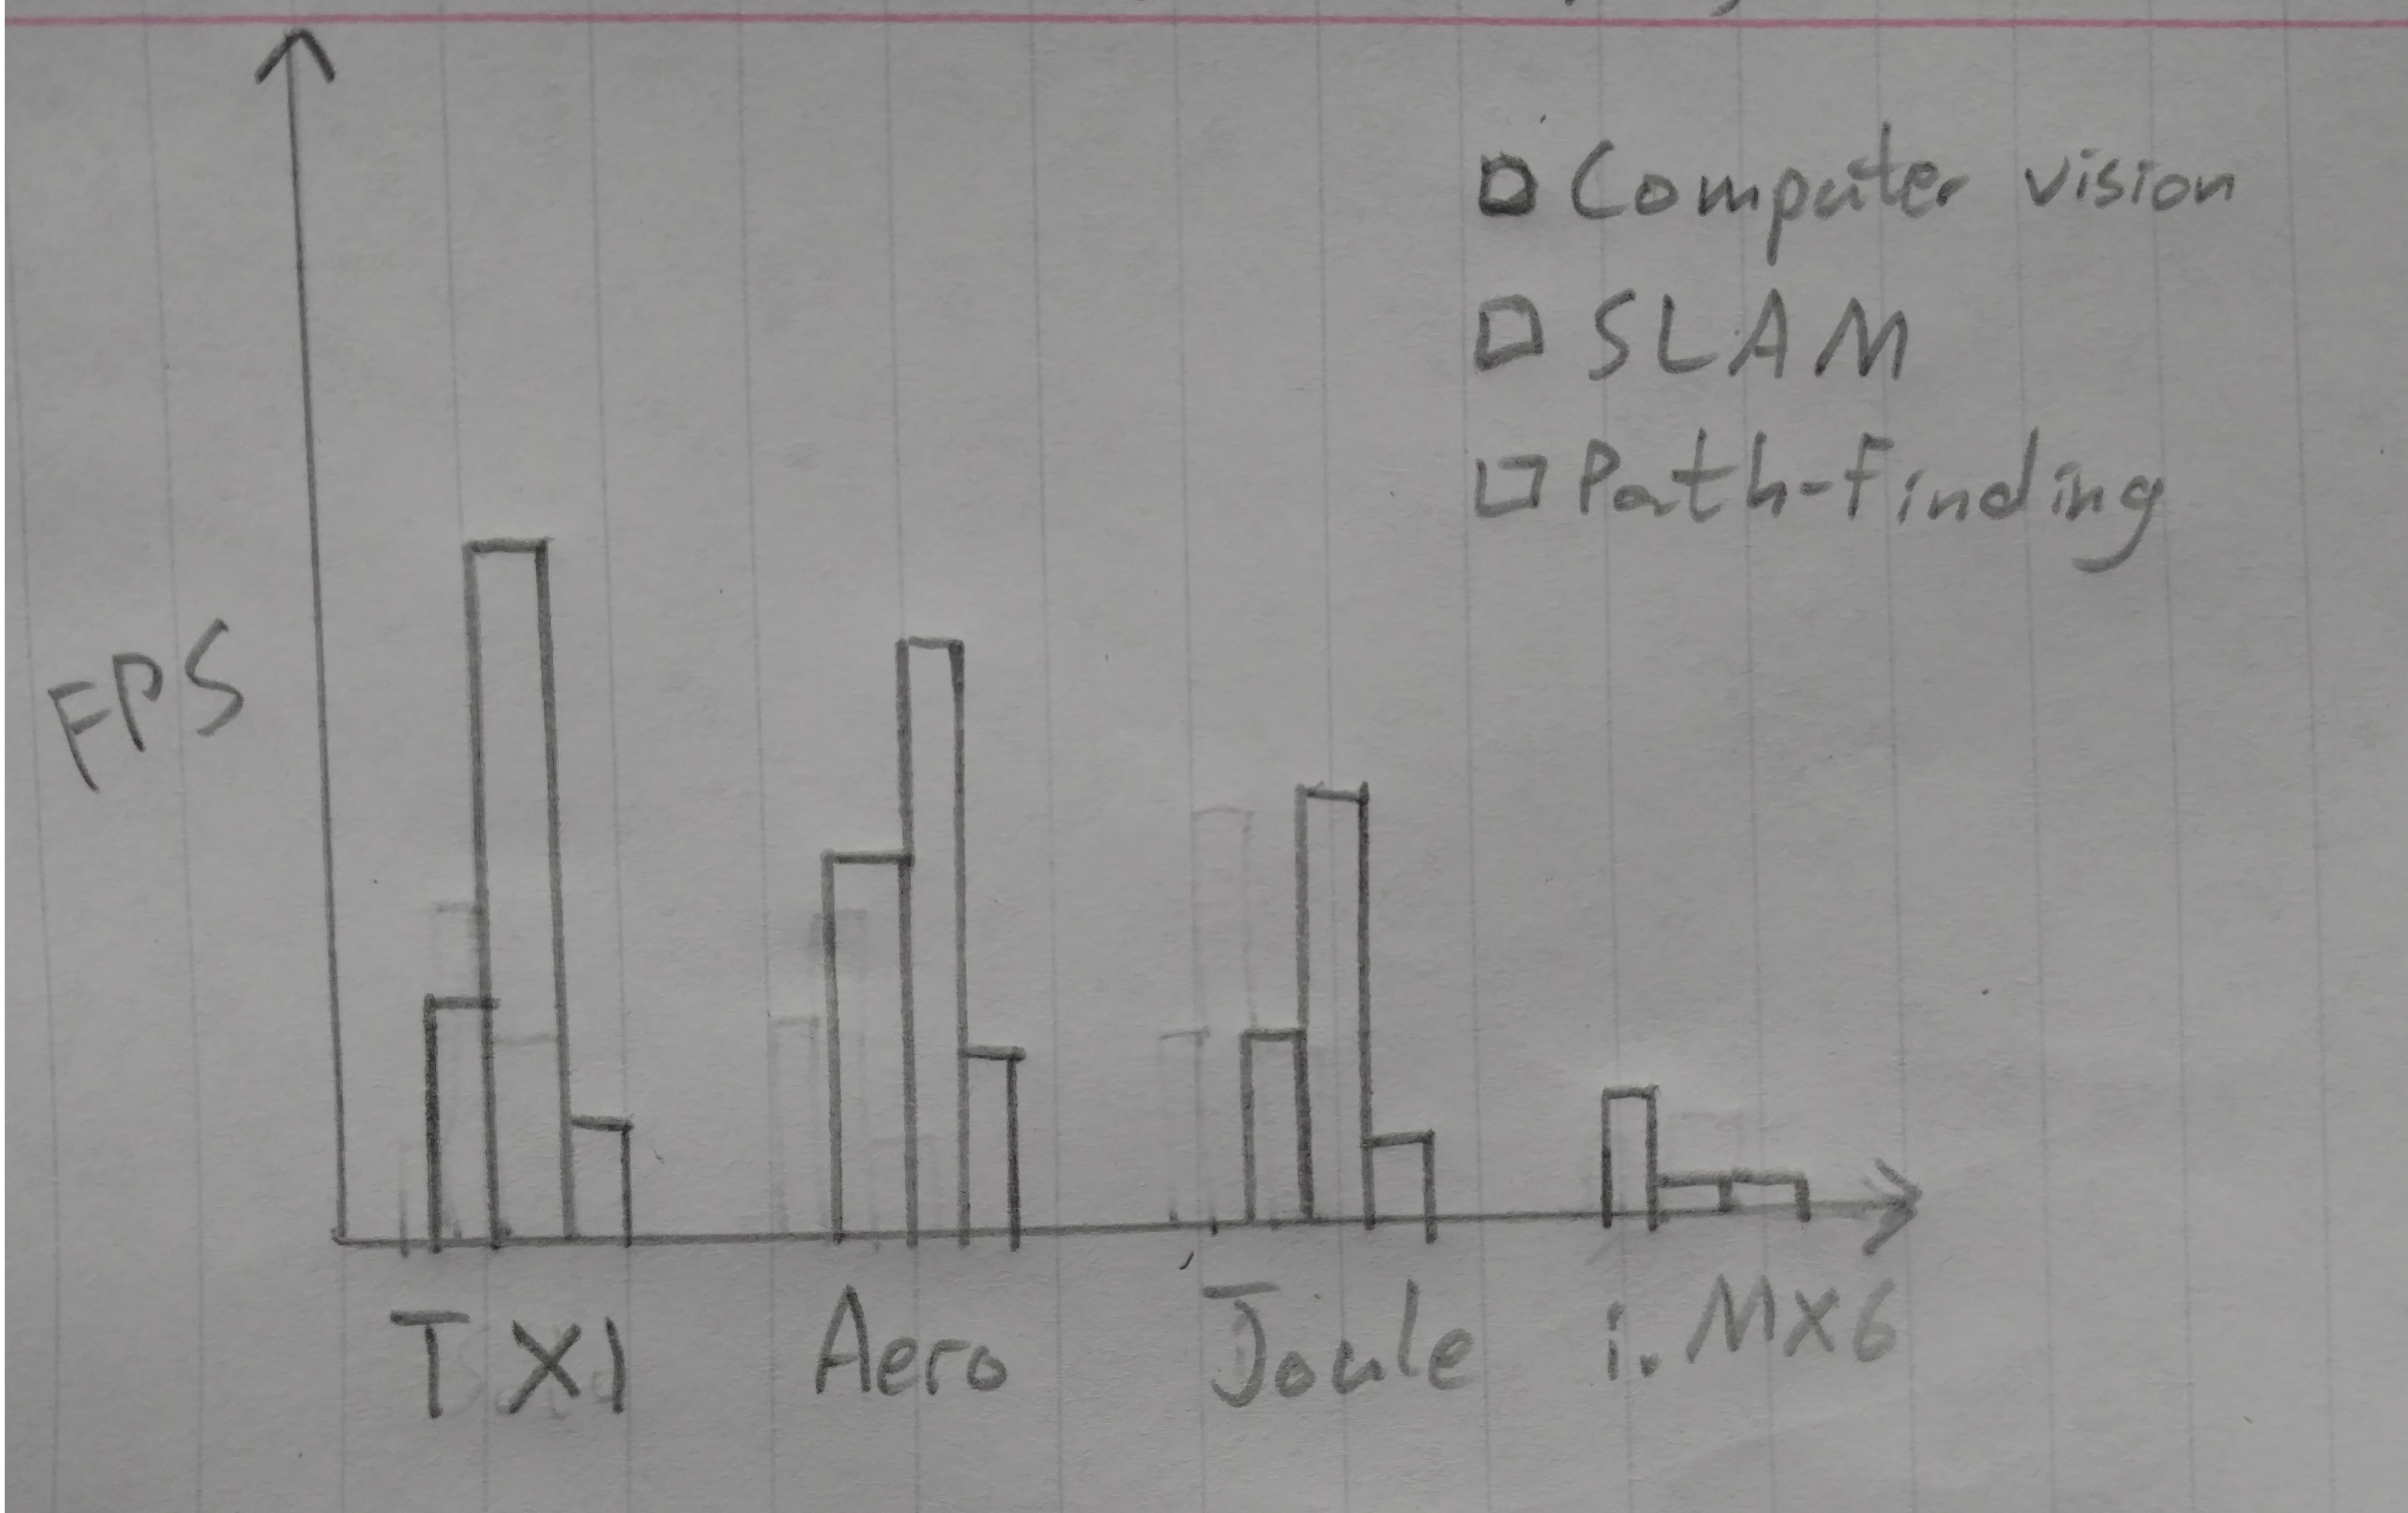 Computer vision
SLAM
Path-Finding
FPS
TX1
Aero
Joule
i.MX6